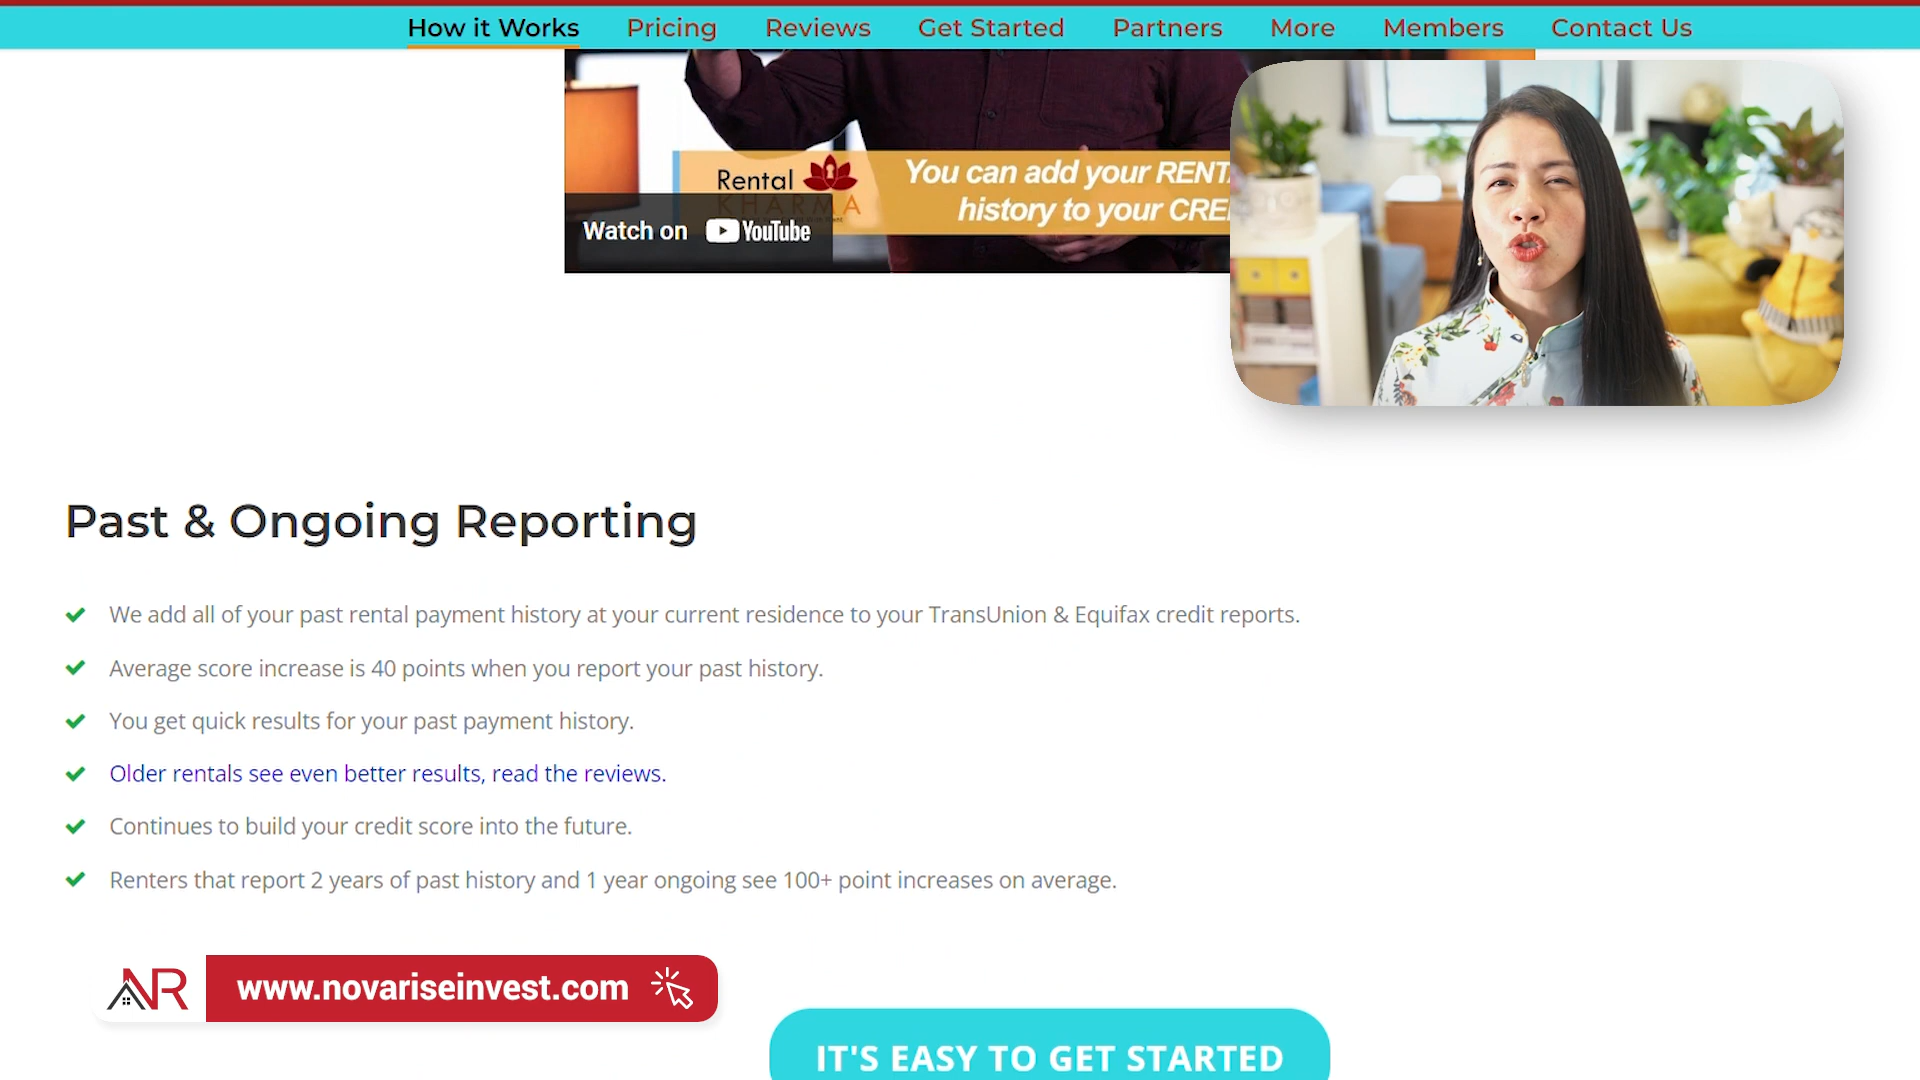 How it Works Pricing Reviews Get Started Partners More Members Contact Us
Rental
KHARMA
You can add your
history to your
Watch on YouTube
Past & Ongoing Reporting
We add all of your past rental payment history at your current residence to your TransUnion & Equifax credit reports.
Average score increase is 40 points when you report your past history.
You get quick results for your past payment history.
Older rentals see even better results, read the reviews.
Continues to build your credit score into the future.
Renters that report 2 years of past history and 1 year ongoing see 100+ point increases on average.
NR
www.novariseinvest.com
IT'S EASY TO GET STARTED